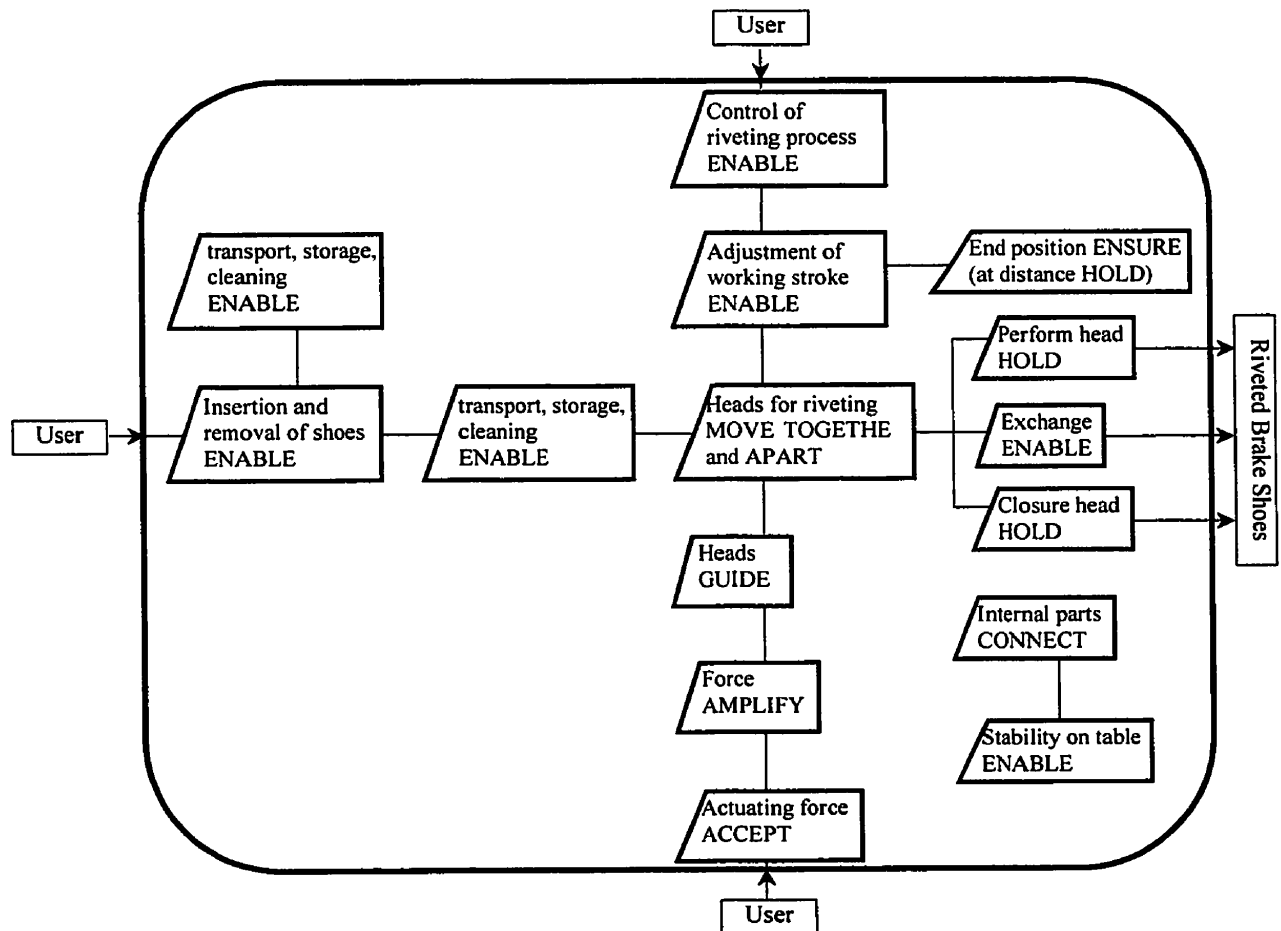 User
Control of
riveting process
ENABLE
transport, storage,
cleaning
ENABLE
Adjustment of
working stroke
ENABLE
End position ENSURE
(at distance HOLD)
Perform head
HOLD
User
Insertion and
removal of shoes
ENABLE
transport, storage,
cleaning
ENABLE
Heads for riveting
MOVE TOGETHE
and APART
Exchange
ENABLE
Closure head
HOLD
Riveted Brake Shoes
Heads
GUIDE
Internal parts
CONNECT
Force
AMPLIFY
Stability on table
ENABLE
Actuating force
ACCEPT
User